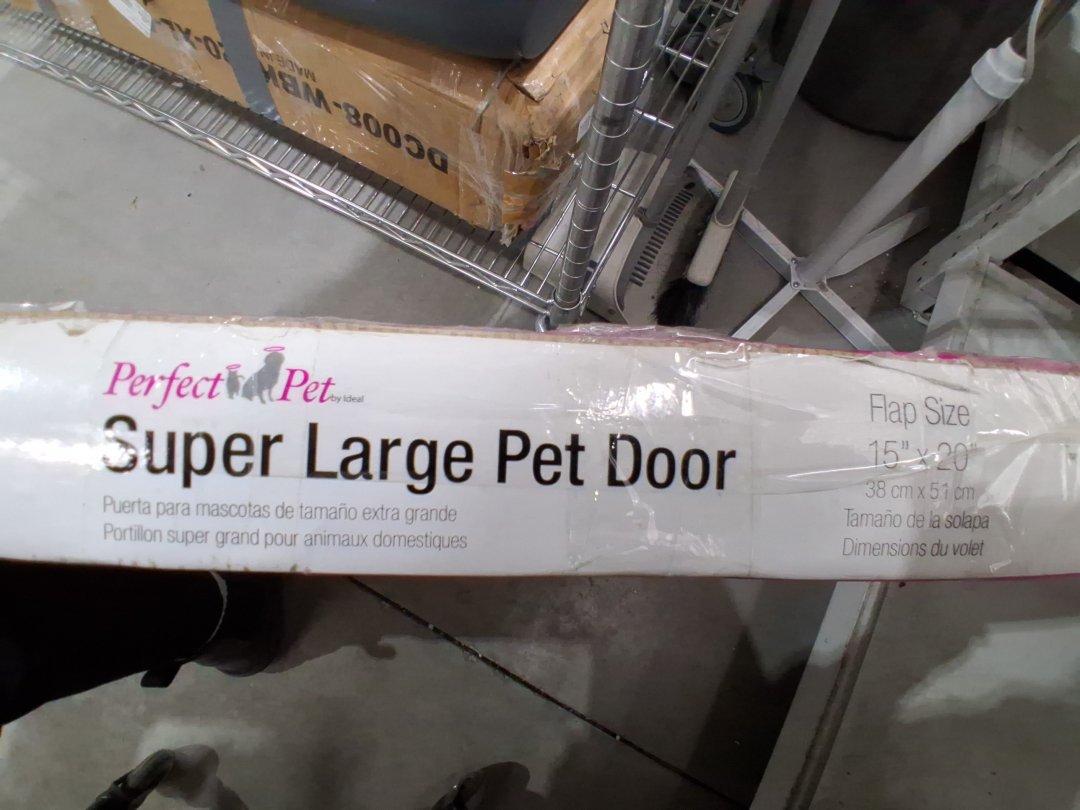 DC008-WBK
Perfect Pet by Ideal
Super Large Pet Door
Puerta para mascotas de tamaño extra grande
Portillon super grand pour animaux domestiques
Flap Size
15" x 20"
38 cm x 51 cm
Tamaño de la solapa
Dimensions du volet